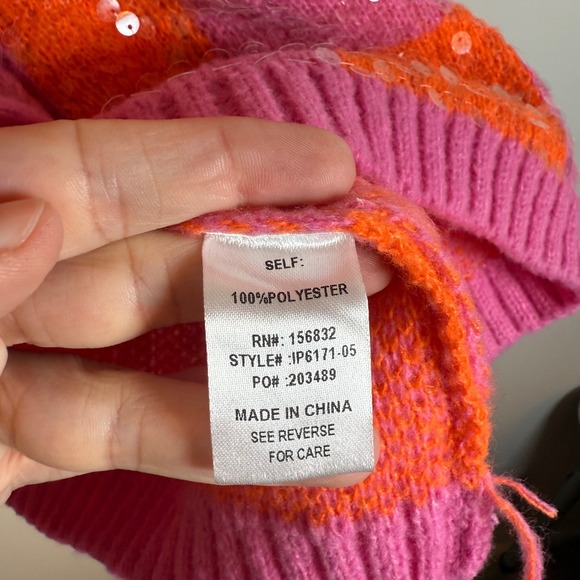 SELF:
100%POLYESTER
RN#: 156832
STYLE# :IP6171-05
PO# :203489
MADE IN CHINA
SEE REVERSE
FOR CARE